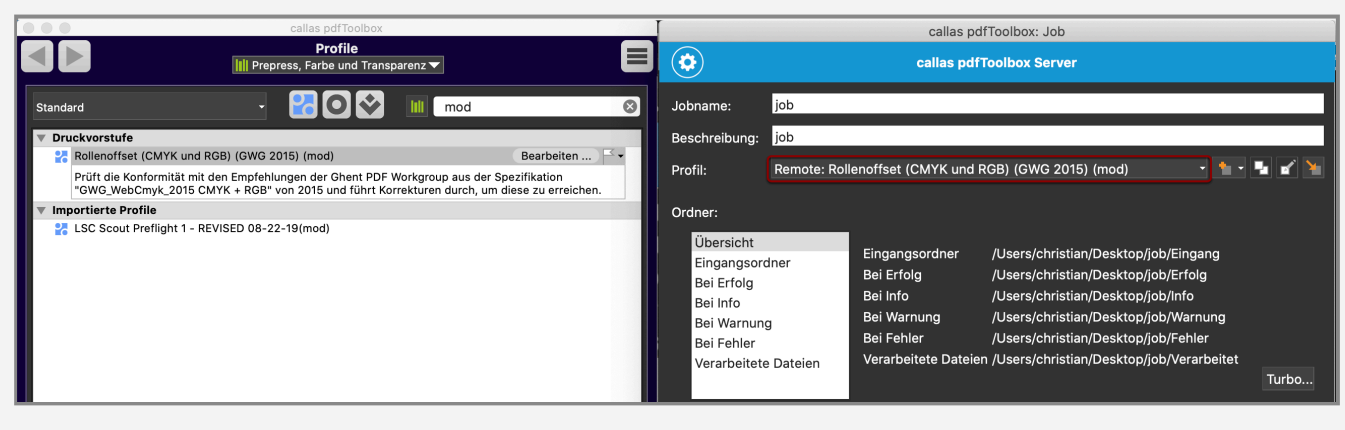 callas pdfToolbox
Profile
Prepress, Farbe und Transparenz
Standard
mod
Druckvorstufe
Rollenoffset (CMYK und RGB) (GWG 2015) (mod)
Bearbeiten ...
Prüft die Konformität mit den Empfehlungen der Ghent PDF Workgroup aus der Spezifikation
"GWG_WebCmyk_2015 CMYK + RGB" von 2015 und führt Korrekturen durch, um diese zu erreichen.
Importierte Profile
LSC Scout Preflight 1 - REVISED 08-22-19(mod)
callas pdfToolbox: Job
callas pdfToolbox Server
Jobname: job
Beschreibung: job
Profil: Remote: Rollenoffset (CMYK und RGB) (GWG 2015) (mod)
Ordner:
Übersicht
Eingangsordner
Bei Erfolg
Bei Info
Bei Warnung
Bei Fehler
Verarbeitete Dateien
Eingangsordner /Users/christian/Desktop/job/Eingang
Bei Erfolg /Users/christian/Desktop/job/Erfolg
Bei Info /Users/christian/Desktop/job/Info
Bei Warnung /Users/christian/Desktop/job/Warnung
Bei Fehler /Users/christian/Desktop/job/Fehler
Verarbeitete Dateien /Users/christian/Desktop/job/Verarbeitet
Turbo...